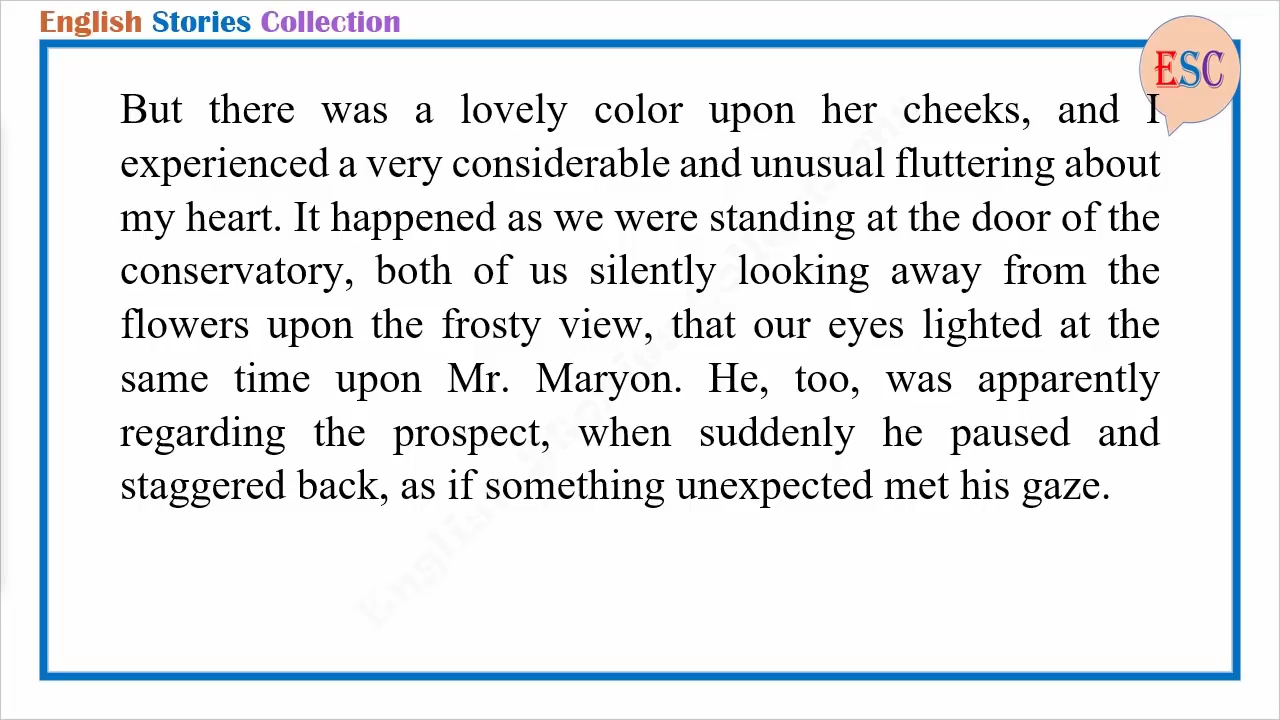 English Stories Collection
ESC
But there was a lovely color upon her cheeks, and I
experienced a very considerable and unusual fluttering about
my heart. It happened as we were standing at the door of the
conservatory, both of us silently looking away from the
flowers upon the frosty view, that our eyes lighted at the
same time upon Mr. Maryon. He, too, was apparently
regarding the prospect, when suddenly he paused and
staggered back, as if something unexpected met his gaze.